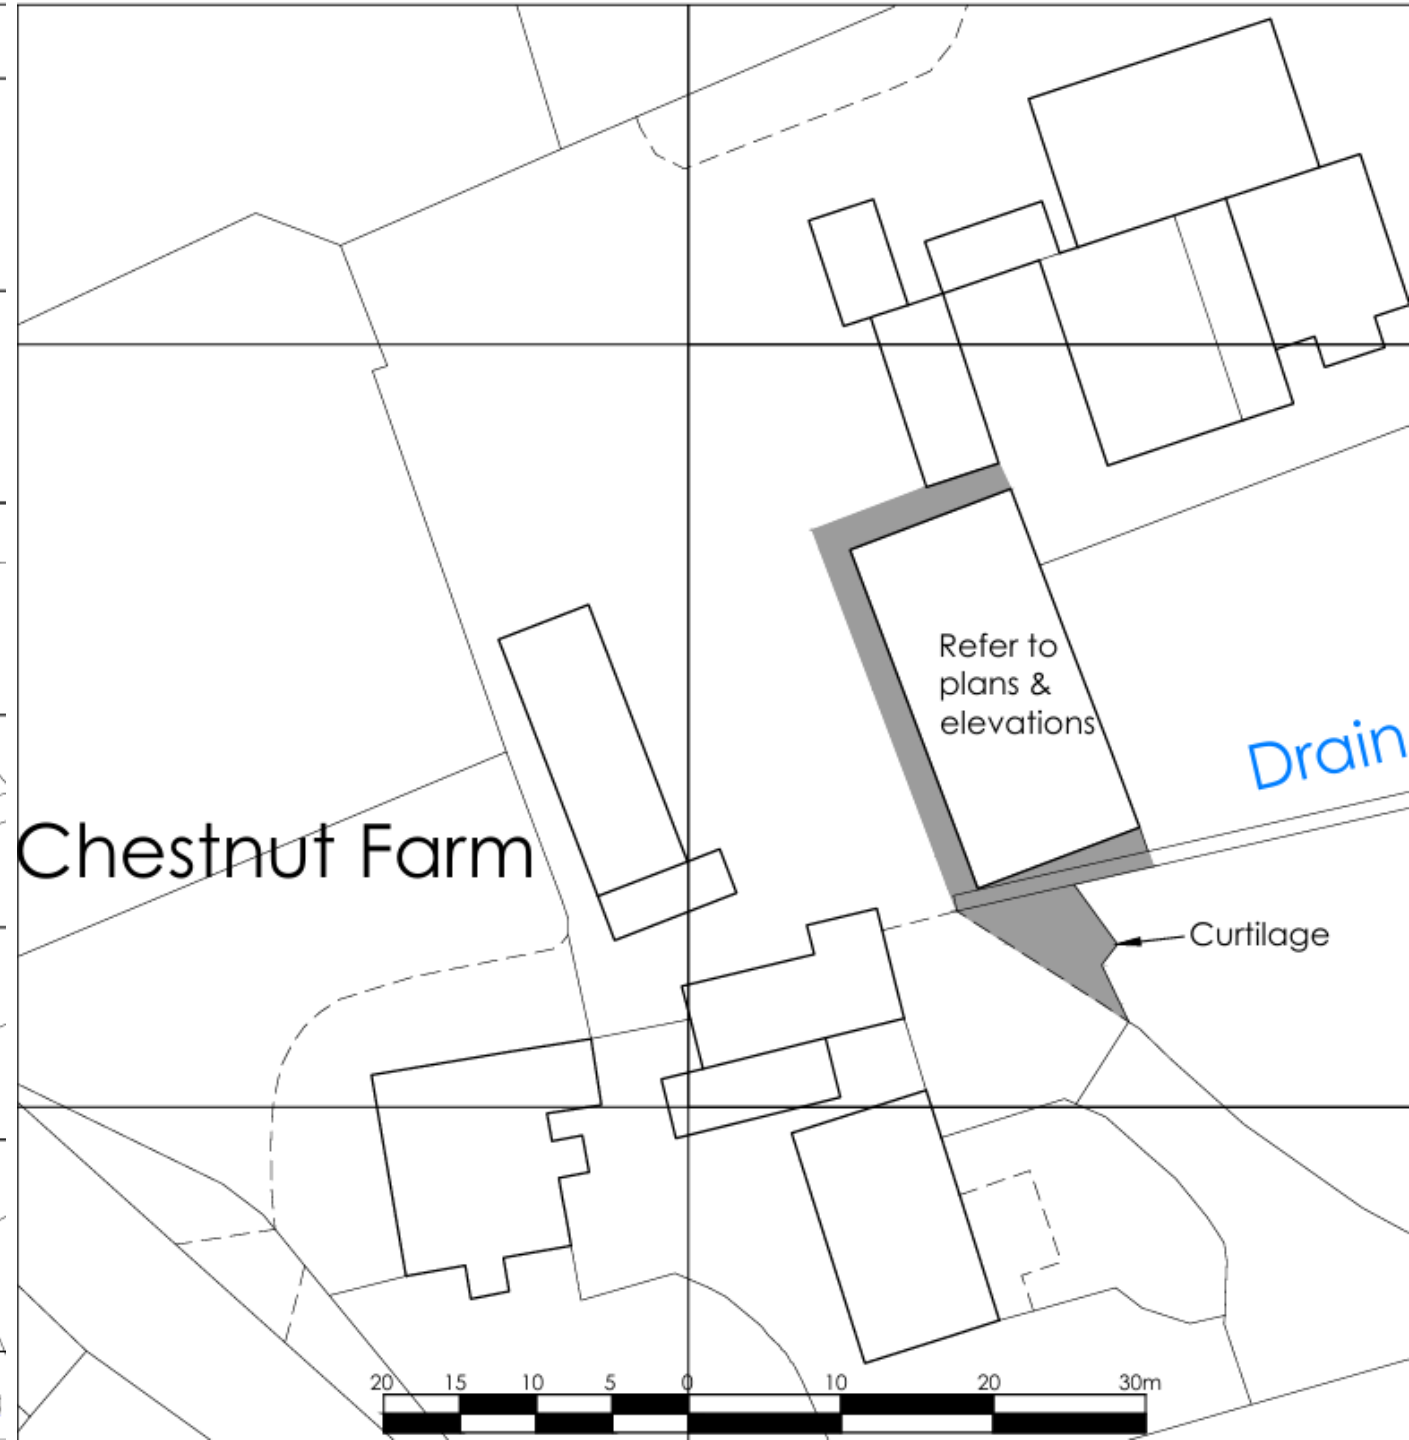 Refer to
plans &
elevations
Drain
Chestnut Farm
Curtilage
20 15 10 5 0 10 20 30m